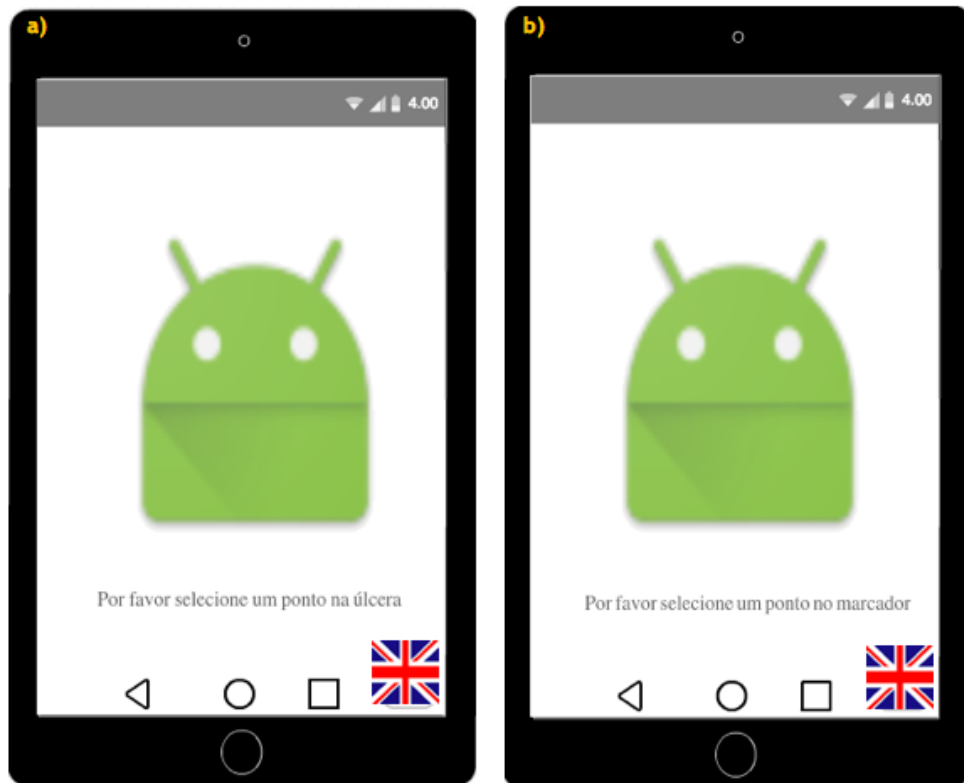 a)
4.00
Por favor selecione um ponto na úlcera
b)
4.00
Por favor selecione um ponto no marcador